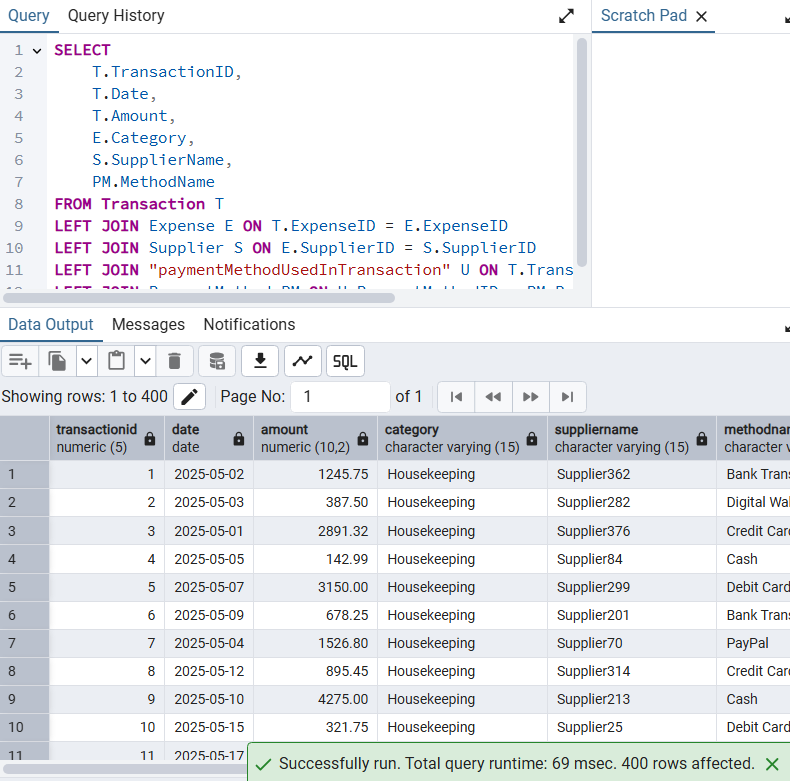 Query Query History Scratch Pad
1 SELECT
2 T.TransactionID,
3 T.Date,
4 T.Amount,
5 E.Category,
6 S.SupplierName,
7 PM.MethodName
8 FROM Transaction T
9 LEFT JOIN Expense E ON T.ExpenseID = E.ExpenseID
10 LEFT JOIN Supplier S ON E.SupplierID = S.SupplierID
11 LEFT JOIN "paymentMethodUsedInTransaction" U ON T.Trans
Data Output Messages Notifications
SQL
Showing rows: 1 to 400 Page No: 1 of 1
transactionid date amount category suppliername methodnam
numeric (5) date numeric (10,2) character varying (15) character varying (15) character v
1 1 2025-05-02 1245.75 Housekeeping Supplier362 Bank Trans
2 2 2025-05-03 387.50 Housekeeping Supplier282 Digital Wal
3 3 2025-05-01 2891.32 Housekeeping Supplier376 Credit Card
4 4 2025-05-05 142.99 Housekeeping Supplier84 Cash
5 5 2025-05-07 3150.00 Housekeeping Supplier299 Debit Card
6 6 2025-05-09 678.25 Housekeeping Supplier201 Bank Trans
7 7 2025-05-04 1526.80 Housekeeping Supplier70 PayPal
8 8 2025-05-12 895.45 Housekeeping Supplier314 Credit Card
9 9 2025-05-10 4275.00 Housekeeping Supplier213 Cash
10 10 2025-05-15 321.75 Housekeeping Supplier25 Debit Card
11 11 2025-05-17
Successfully run. Total query runtime: 69 msec. 400 rows affected.